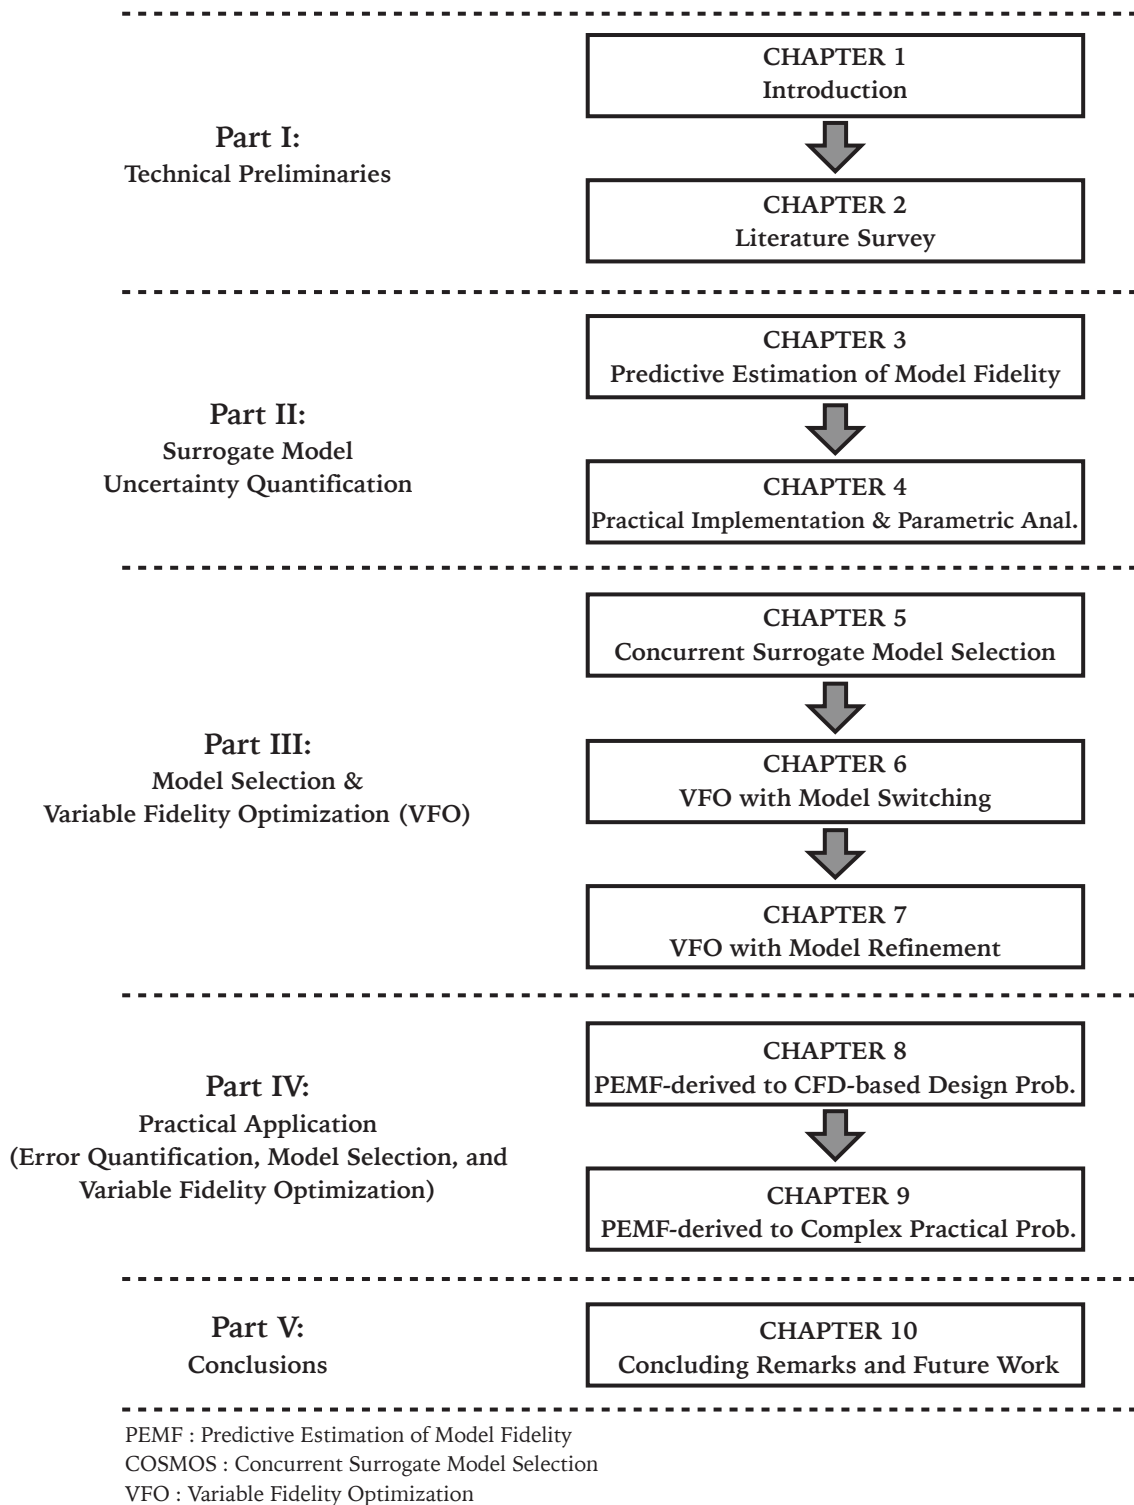 CHAPTER 1
Introduction
Part I:
Technical Preliminaries
CHAPTER 2
Literature Survey
CHAPTER 3
Predictive Estimation of Model Fidelity
Part II:
Surrogate Model
Uncertainty Quantification
CHAPTER 4
Practical Implementation & Parametric Anal.
CHAPTER 5
Concurrent Surrogate Model Selection
Part III:
Model Selection &
Variable Fidelity Optimization (VFO)
CHAPTER 6
VFO with Model Switching
CHAPTER 7
VFO with Model Refinement
CHAPTER 8
PEMF-derived to CFD-based Design Prob.
Part IV:
Practical Application
(Error Quantification, Model Selection, and
Variable Fidelity Optimization)
CHAPTER 9
PEMF-derived to Complex Practical Prob.
Part V:
Conclusions
CHAPTER 10
Concluding Remarks and Future Work
PEMF : Predictive Estimation of Model Fidelity
COSMOS : Concurrent Surrogate Model Selection
VFO : Variable Fidelity Optimization